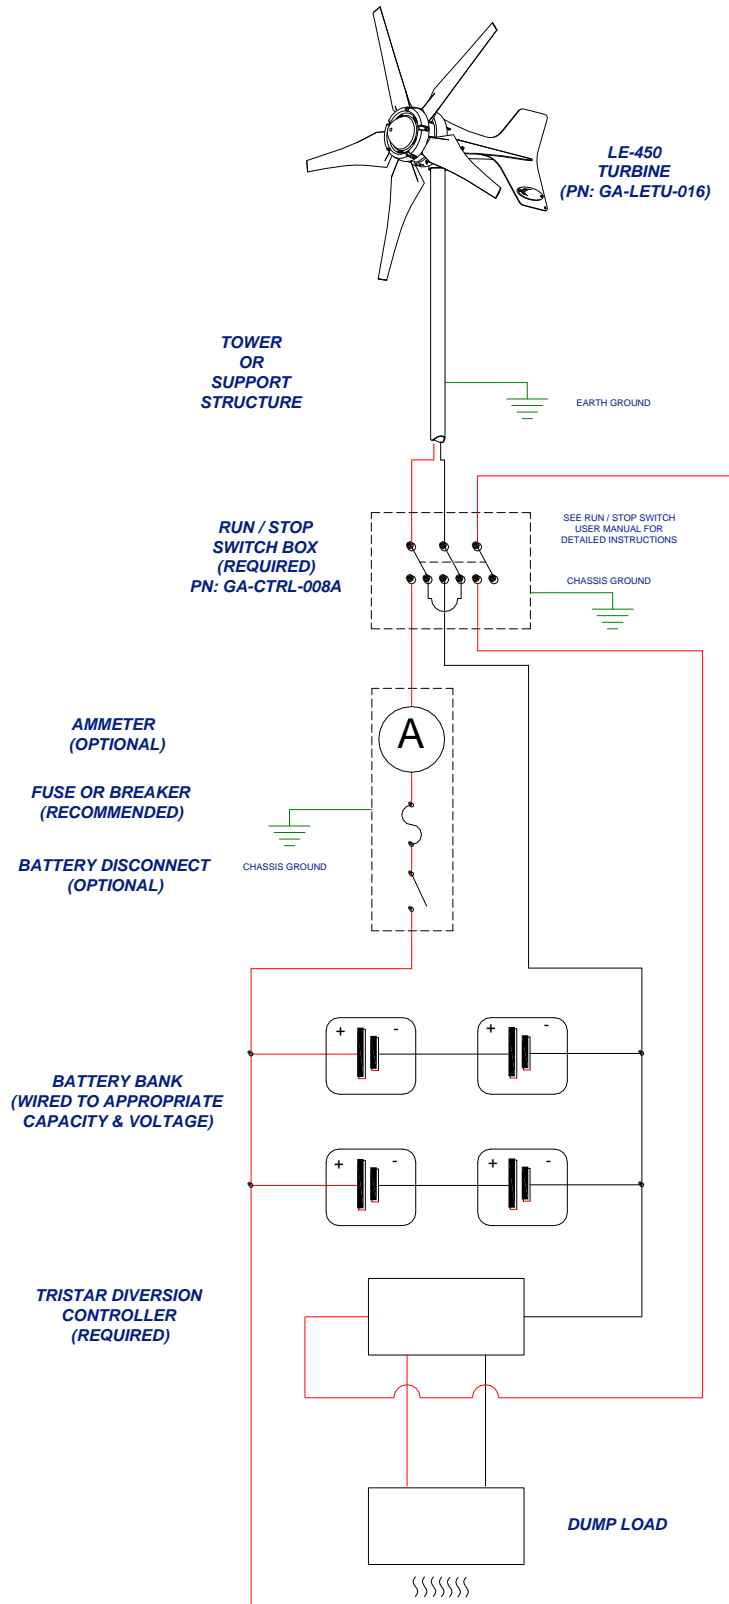 LE-450
TURBINE
(PN: GA-LETU-016)
TOWER
OR
SUPPORT
STRUCTURE
EARTH GROUND
RUN / STOP
SWITCH BOX
(REQUIRED)
PN: GA-CTRL-008A
SEE RUN / STOP SWITCH
USER MANUAL FOR
DETAILED INSTRUCTIONS
CHASSIS GROUND
AMMETER
(OPTIONAL)
A
FUSE OR BREAKER
(RECOMMENDED)
BATTERY DISCONNECT
(OPTIONAL)
CHASSIS GROUND
+ - + -
BATTERY BANK
(WIRED TO APPROPRIATE
CAPACITY & VOLTAGE)
+ - + -
TRISTAR DIVERSION
CONTROLLER
(REQUIRED)
DUMP LOAD